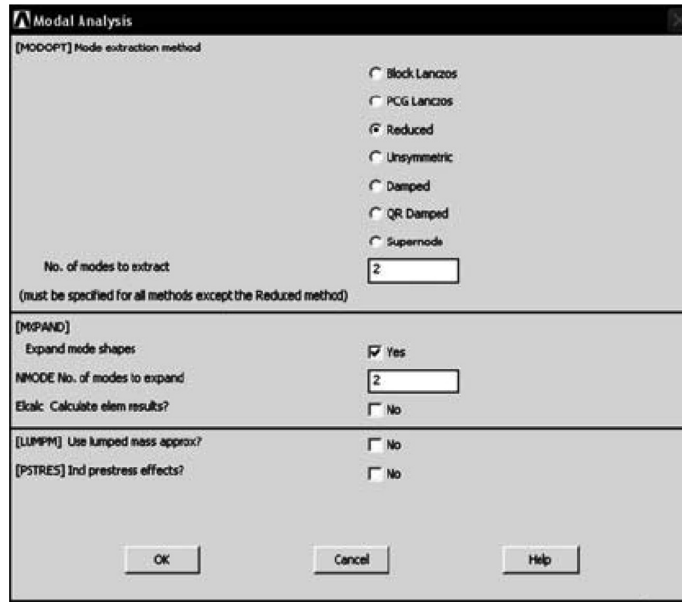 Modal Analysis
[MODOPT] Node extraction method
Block Lanczos
PCG Lanczos
Reduced
Unsymmetric
Damped
QR Damped
Supernode
No. of modes to extract 2
(must be specified for all methods except the Reduced method)
[MXPAND]
Expand mode shapes Yes
NMODE No. of modes to expand 2
Elcalc Calculate elem results? No
[LUMPM] Use lumped mass approx? No
[PSTRES] Incl prestress effects? No
OK Cancel Help